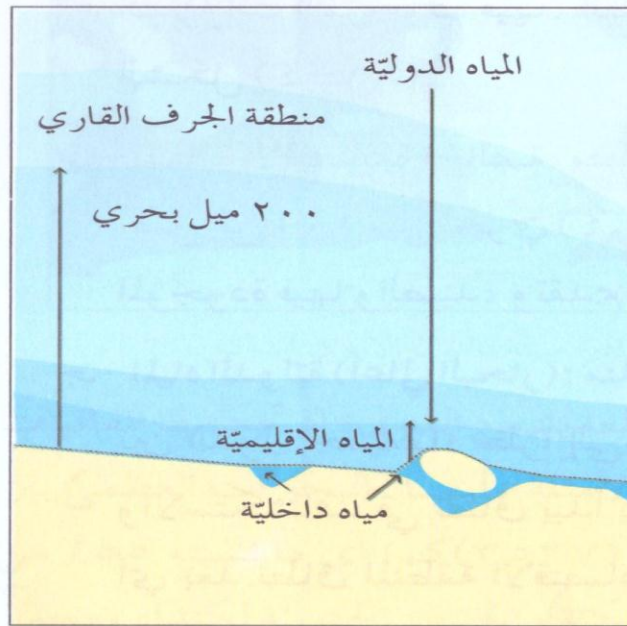 المياه الدوليّة
منطقة الجرف القاري
٢٠٠ ميل بحري
المياه الإقليميّة
مياه داخليّة